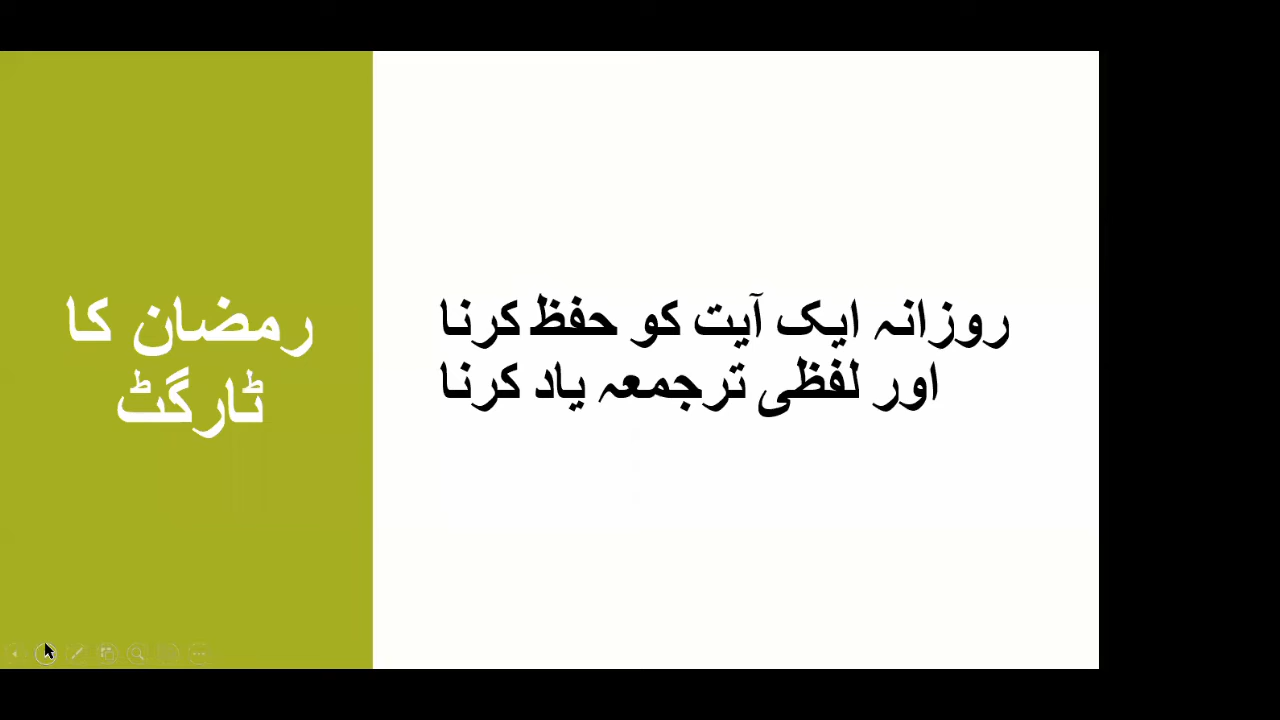 رمضان کا
ٹارگٹ
روزانہ ایک آیت کو حفظ کرنا
اور لفظی ترجمعہ یاد کرنا